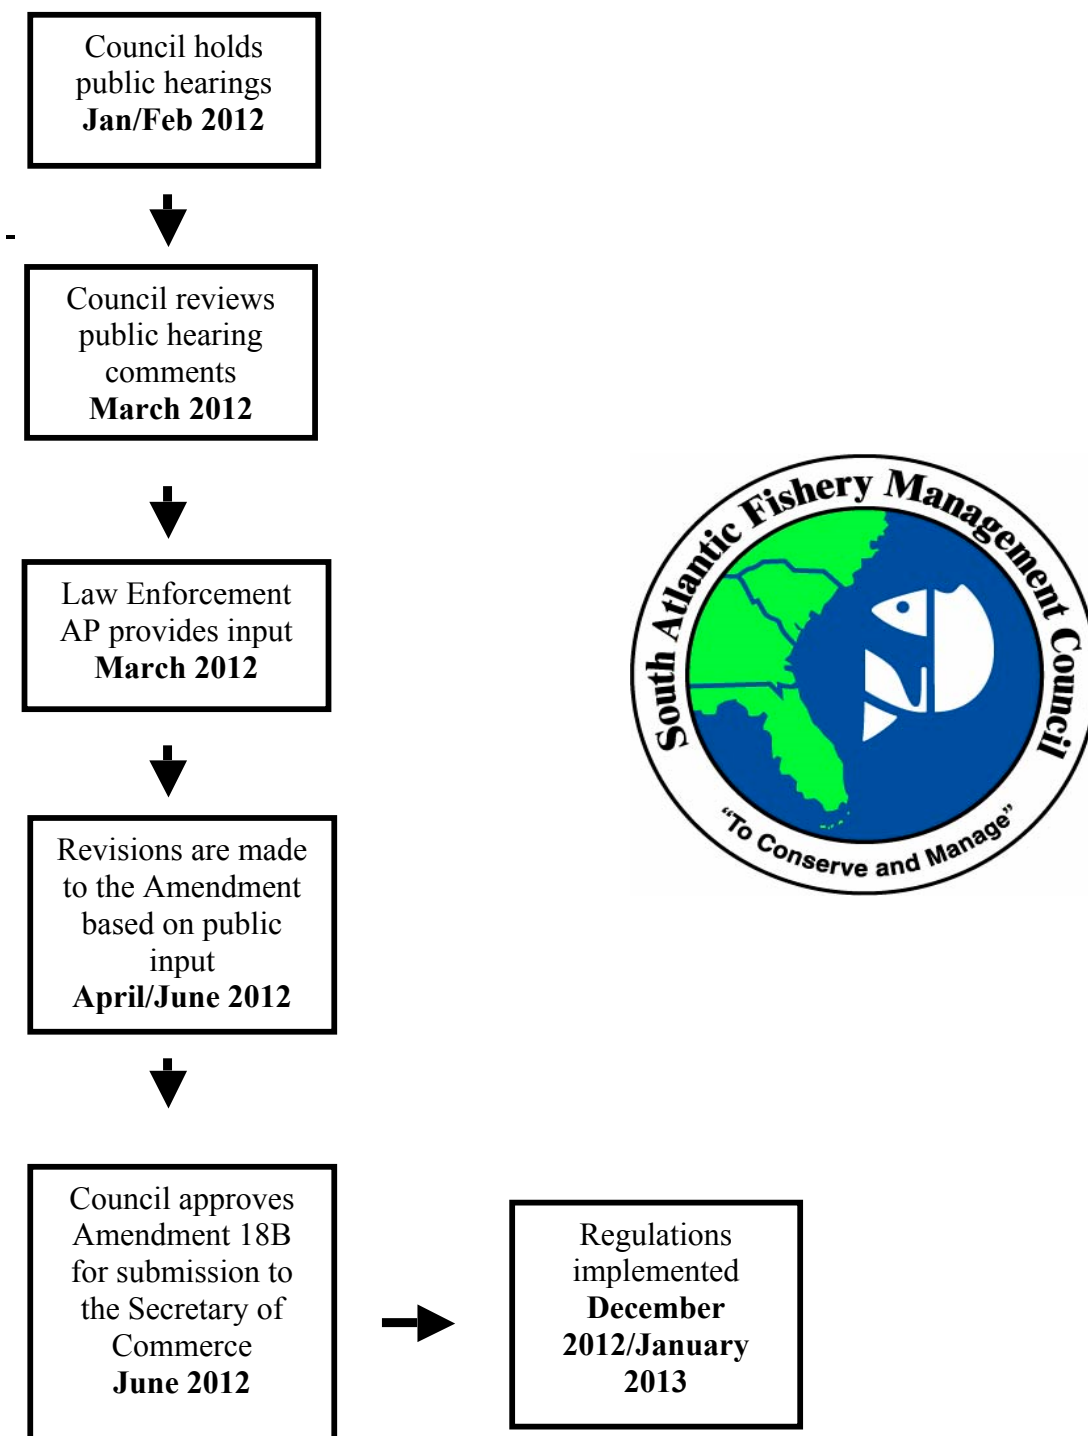 Council holds
public hearings
Jan/Feb 2012
-
Council reviews
public hearing
comments
March 2012
Law Enforcement
AP provides input
March 2012
Revisions are made
to the Amendment
based on public
input
April/June 2012
Council approves
Amendment 18B
for submission to
the Secretary of
Commerce
June 2012
Regulations
implemented
December
2012/January
2013
South Atlantic Fishery Management Council
“To Conserve and Manage”